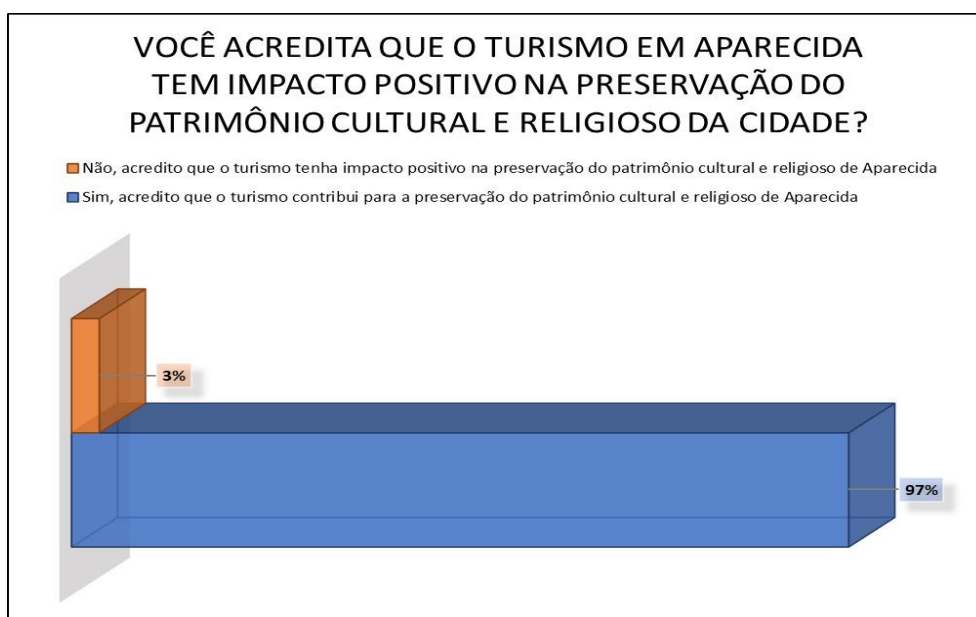 VOCÊ ACREDITA QUE O TURISMO EM APARECIDA
TEM IMPACTO POSITIVO NA PRESERVAÇÃO DO
PATRIMÔNIO CULTURAL E RELIGIOSO DA CIDADE?
Não, acredito que o turismo tenha impacto positivo na preservação do patrimônio cultural e religioso de Aparecida
Sim, acredito que o turismo contribui para a preservação do patrimônio cultural e religioso de Aparecida
3%
97%